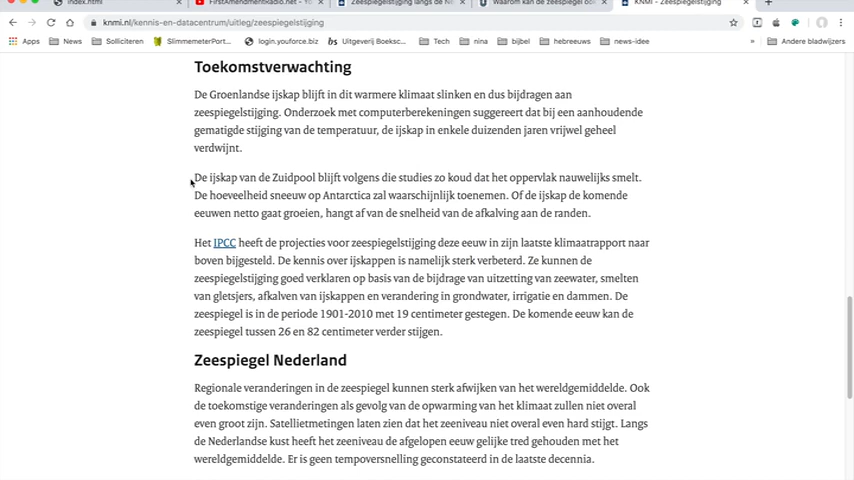 index.html
FirstAmendmentRadio.net - Yo
Zeespiegelstijging langs de Ne
Waarom kan de zeespiegel ook
KNMI - Zeespiegelstijging
knmi.nl/kennis-en-datacentrum/uitleg/zeespiegelstijging
Apps News Solliciteren SlimmemeterPort... login.youforce.biz Uitgeverij Boeksc... Tech nina bijbel hebreeuws news-idee » Andere bladwijzers
Toekomstverwachting
De Groenlandse ijskap blijft in dit warmere klimaat slinken en dus bijdragen aan
zeespiegelstijging. Onderzoek met computerberekeningen suggereert dat bij een aanhoudende
gematigde stijging van de temperatuur, de ijskap in enkele duizenden jaren vrijwel geheel
verdwijnt.
De ijskap van de Zuidpool blijft volgens die studies zo koud dat het oppervlak nauwelijks smelt.
De hoeveelheid sneeuw op Antarctica zal waarschijnlijk toenemen. Of de ijskap de komende
eeuwen netto gaat groeien, hangt af van de snelheid van de afkalving aan de randen.
Het IPCC heeft de projecties voor zeespiegelstijging deze eeuw in zijn laatste klimaatrapport naar
boven bijgesteld. De kennis over ijskappen is namelijk sterk verbeterd. Ze kunnen de
zeespiegelstijging goed verklaren op basis van de bijdrage van uitzetting van zeewater, smelten
van gletsjers, afkalven van ijskappen en verandering in grondwater, irrigatie en dammen. De
zeespiegel is in de periode 1901-2010 met 19 centimeter gestegen. De komende eeuw kan de
zeespiegel tussen 26 en 82 centimeter verder stijgen.
Zeespiegel Nederland
Regionale veranderingen in de zeespiegel kunnen sterk afwijken van het wereldgemiddelde. Ook
de toekomstige veranderingen als gevolg van de opwarming van het klimaat zullen niet overal
even groot zijn. Satellietmetingen laten zien dat het zeeniveau niet overal even hard stijgt. Langs
de Nederlandse kust heeft het zeeniveau de afgelopen eeuw gelijke tred gehouden met het
wereldgemiddelde. Er is geen tempoversnelling geconstateerd in de laatste decennia.